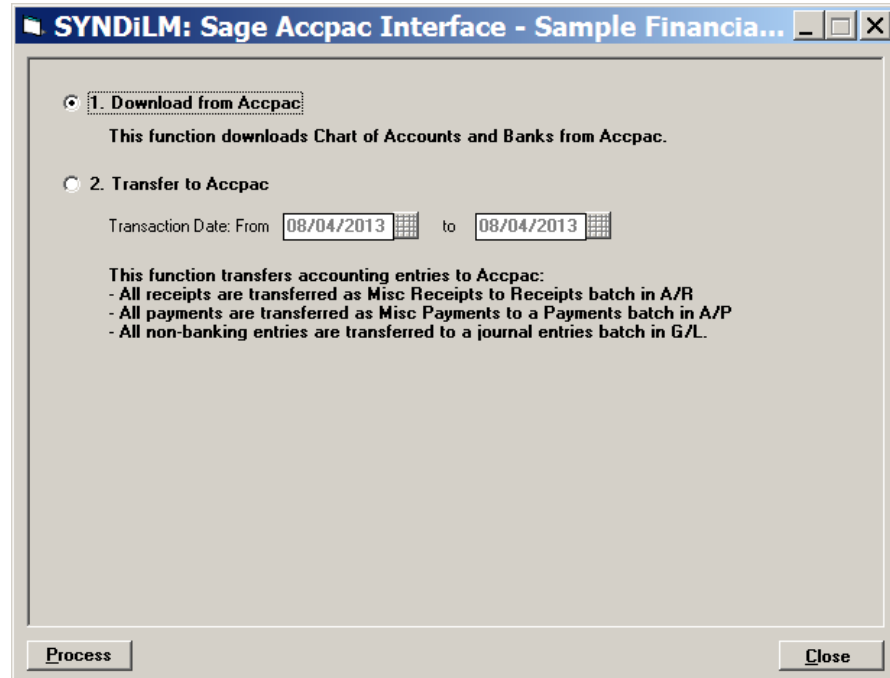 SYNDiLM: Sage Accpac Interface - Sample Financia...
1. Download from Accpac
This function downloads Chart of Accounts and Banks from Accpac.
2. Transfer to Accpac
Transaction Date: From 08/04/2013 to 08/04/2013
This function transfers accounting entries to Accpac:
- All receipts are transferred as Misc Receipts to Receipts batch in A/R
- All payments are transferred as Misc Payments to a Payments batch in A/P
- All non-banking entries are transferred to a journal entries batch in G/L.
Process Close